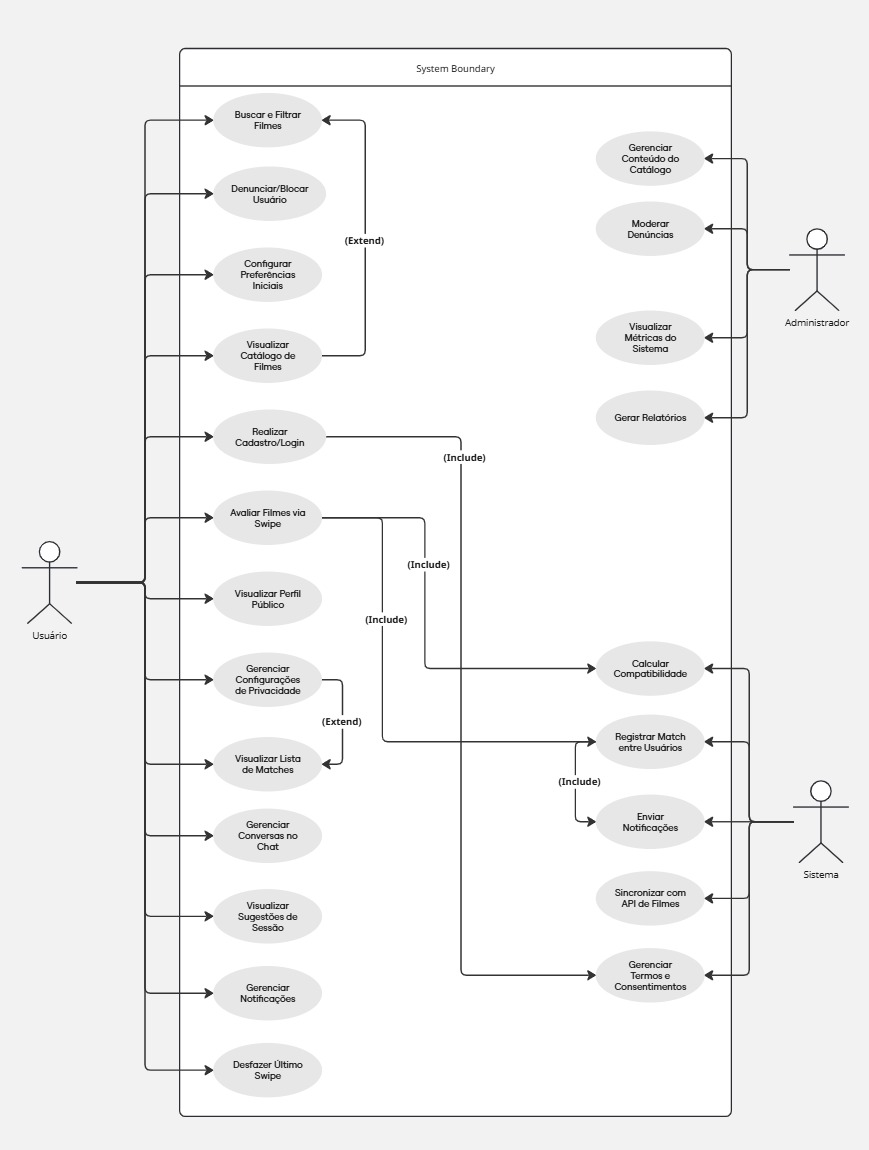 System Boundary
Buscar e Filtrar
Filmes
Denunciar/Blocar
Usuário
(Extend)
Configurar
Preferências
Iniciais
Visualizar
Catálogo de
Filmes
Realizar
Cadastro/Login
(Include)
Avaliar Filmes via
Swipe
(Include)
(Include)
Visualizar Perfil
Público
Gerenciar
Configurações
de Privacidade
(Extend)
Visualizar Lista
de Matches
Gerenciar
Conversas no
Chat
Visualizar
Sugestões de
Sessão
Gerenciar
Notificações
Desfazer Último
Swipe
Usuário
Gerenciar
Conteúdo do
Catálogo
Moderar
Denúncias
Visualizar
Métricas do
Sistema
Gerar Relatórios
Administrador
Calcular
Compatibilidade
Registrar Match
entre Usuários
(Include)
Enviar
Notificações
Sincronizar com
API de Filmes
Gerenciar
Termos e
Consentimentos
Sistema